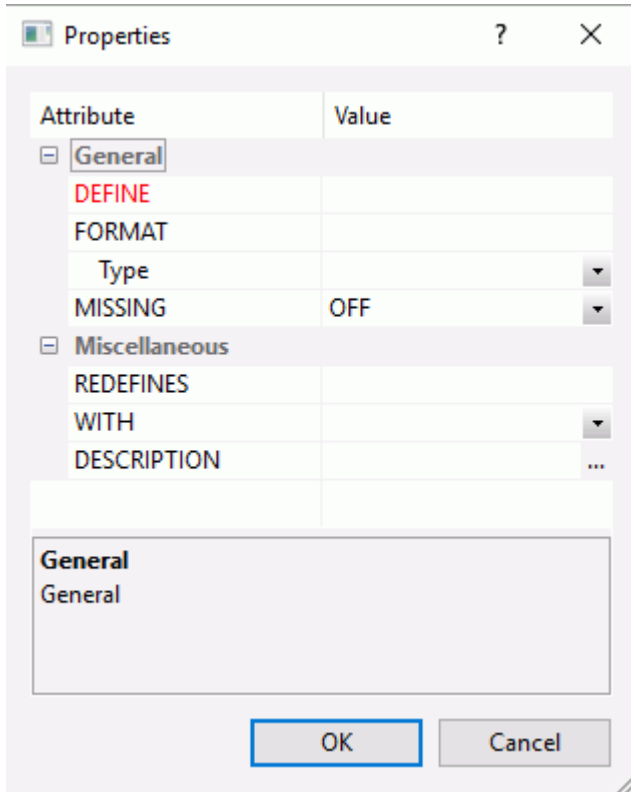 Properties ?
Attribute Value
General
DEFINE
FORMAT
Type
MISSING OFF
Miscellaneous
REDEFINES
WITH
DESCRIPTION ...
General
General
OK Cancel